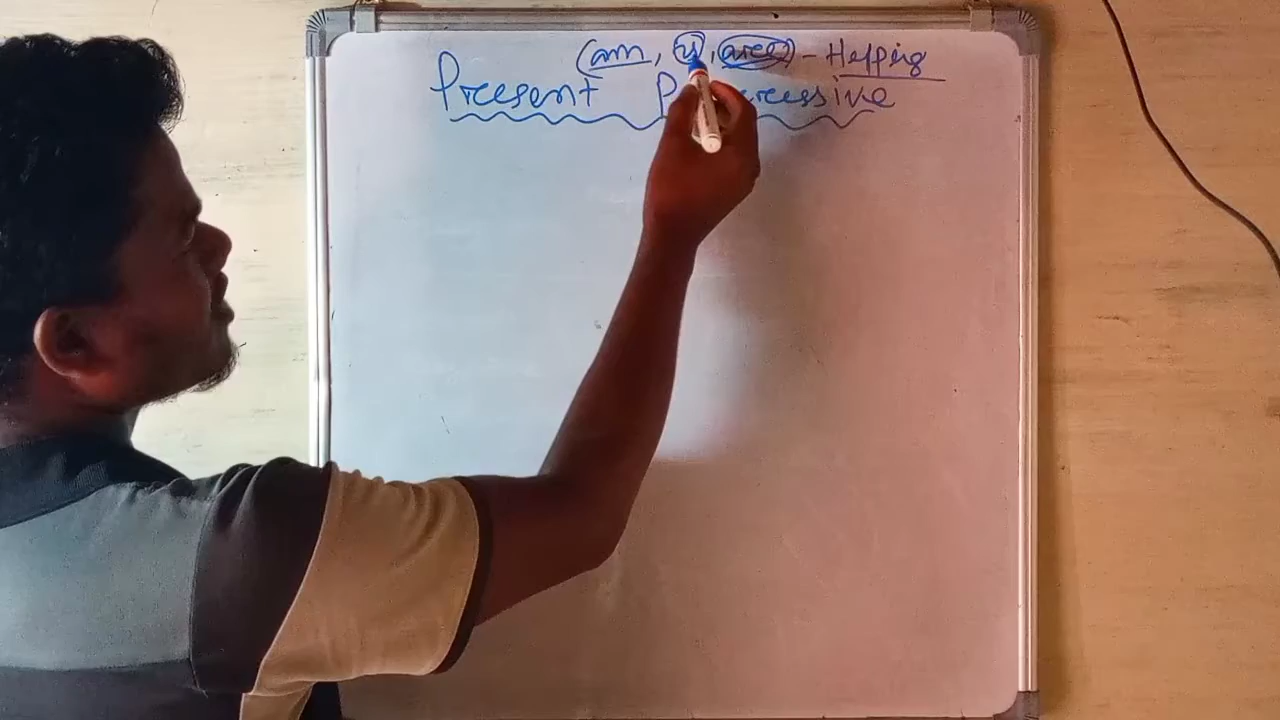 (am, is, are) - Helping
Present Progressive